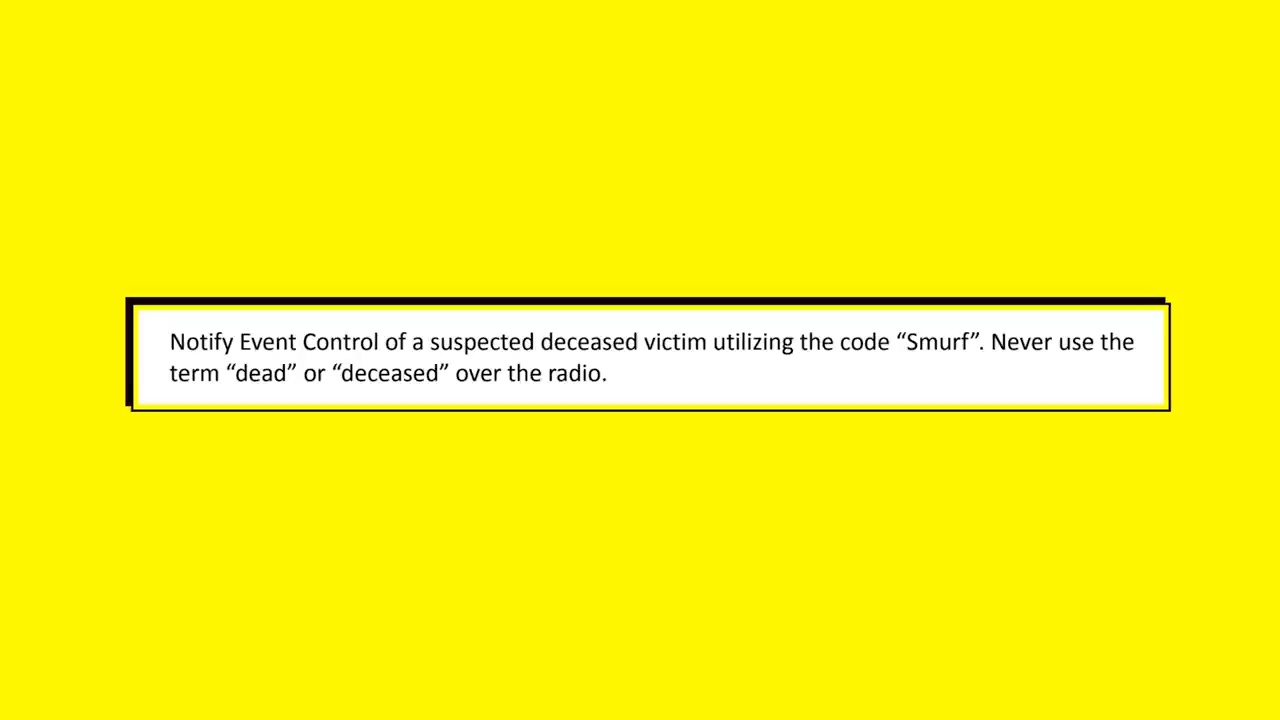 Notify Event Control of a suspected deceased victim utilizing the code “Smurf”. Never use the
term “dead” or “deceased” over the radio.